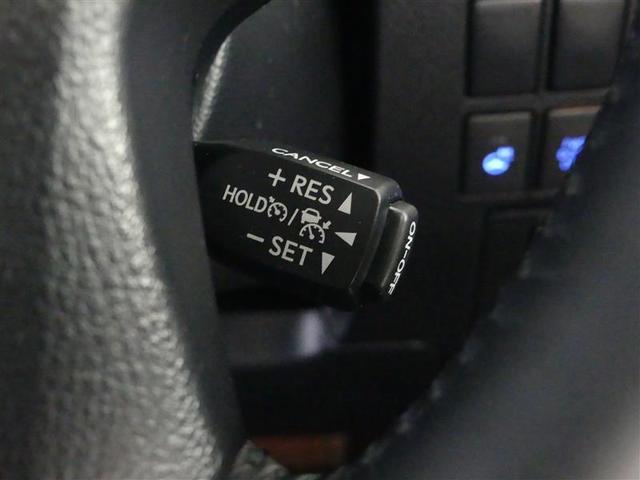 CANCEL▼
+ RES ▲
HOLD / ◀
− SET ▼
ON-OFF